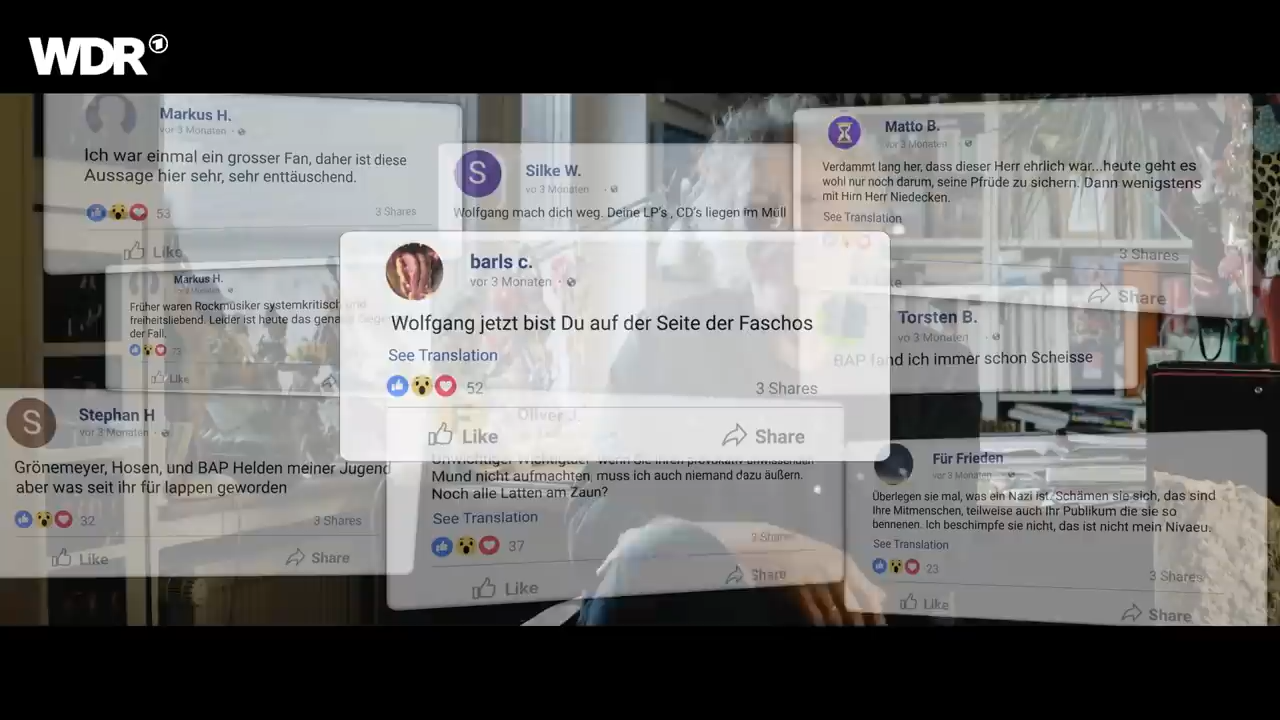 WDR
Markus H.
vor 3 Monaten
Ich war einmal ein grosser Fan, daher ist diese
Aussage hier sehr, sehr enttäuschend.
53
3 Shares
Like
Silke W.
vo 3 Monaten
Wolfgang mach dich weg. Deine LP's , CD's liegen im Müll
Matto B.
vor 3 Monaten
Verdammt lang her, dass dieser Herr ehrlich war...heute geht es
wohl nur noch darum, seine Pfrüde zu sichern. Dann wenigstens
mit Hirn Herr Niedecken.
See Translation
3 Shares
Share
Markus H.
Früher waren Rockmusiker systemkritisch und
freiheitsliebend. Leider ist heute das
der Fall.
Like
barls c.
vor 3 Monaten
Wolfgang jetzt bist Du auf der Seite der Faschos
See Translation
52
3 Shares
Like
Share
Torsten B.
vo 3 Monaten
BAP fand ich immer schon Scheisse
Stephan H
vor 3 Monaten
Grönemeyer, Hosen, und BAP Helden meiner Jugend
aber was seit ihr für lappen geworden
32
3 Shares
Like
Share
Oliver J.
Mund nicht aufmachten, muss ich auch niemand dazu äußern.
Noch alle Latten am Zaun?
See Translation
37
3 Shares
Like
Share
Für Frieden
vor 3 Monaten
Überlegen sie mal, was ein Nazi ist. Schämen sie sich, das sind
Ihre Mitmenschen, teilweise auch Ihr Publikum die sie so
bennenen. Ich beschimpfe sie nicht, das ist nicht mein Nivaeu.
See Translation
23
3 Shares
Like
Share